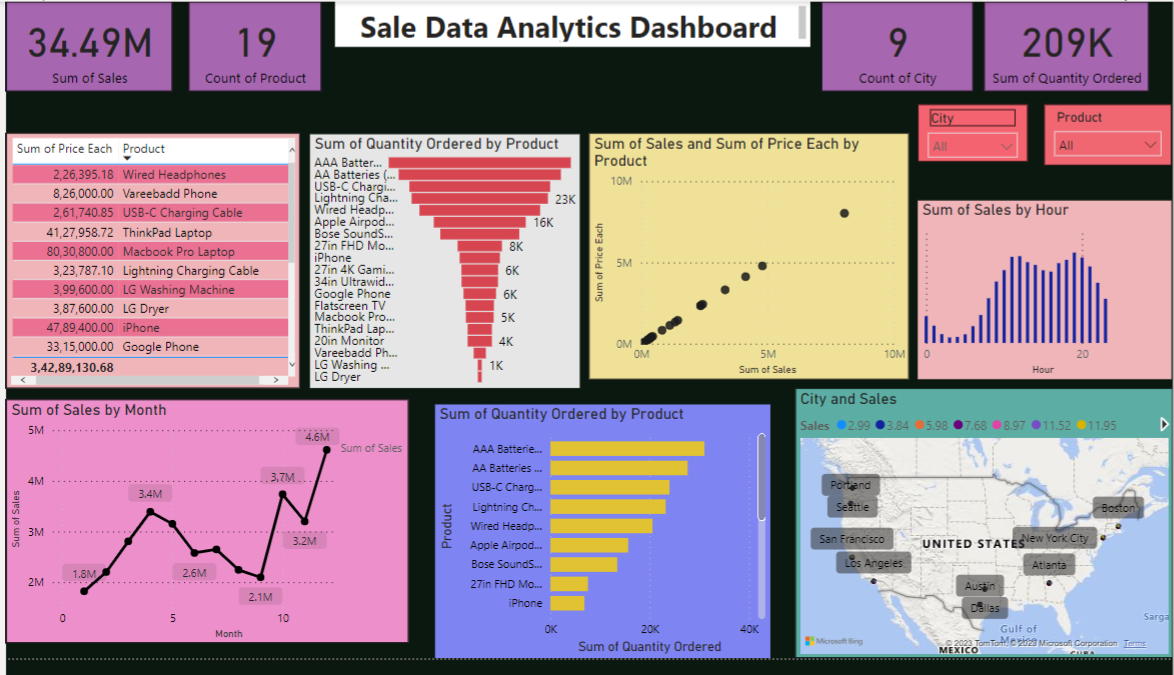 34.49M
Sum of Sales
19
Count of Product
Sale Data Analytics Dashboard
9
Count of City
209K
Sum of Quantity Ordered
City
All
Product
All
Sum of Price Each Product
2,26,395.18 Wired Headphones
8,26,000.00 Vareebadd Phone
2,61,740.85 USB-C Charging Cable
41,27,958.72 ThinkPad Laptop
80,30,800.00 Macbook Pro Laptop
3,23,787.10 Lightning Charging Cable
3,99,600.00 LG Washing Machine
3,87,600.00 LG Dryer
47,89,400.00 iPhone
33,15,000.00 Google Phone
3,42,89,130.68
Sum of Quantity Ordered by Product
AAA Batter...
AA Batteries (...
USB-C Chargi...
Lightning Cha... 23K
Wired Headp...
Apple Airpod... 16K
Bose SoundS...
27in FHD Mo... 8K
iPhone
27in 4K Gami... 6K
34in Ultrawid...
Google Phone 6K
Flatscreen TV
Macbook Pro... 5K
ThinkPad Lap...
20in Monitor 4K
Vareebadd Ph...
LG Washing ... 1K
LG Dryer
Sum of Sales and Sum of Price Each by
Product
Sum of Price Each
10M
5M
0M
0M 5M 10M
Sum of Sales
Sum of Sales by Hour
0 20
Hour
Sum of Sales by Month
Sum of Sales
5M
4M
3M
2M
1.8M
3.4M
2.6M
2.1M
3.7M
3.2M
4.6M
Sum of Sales
0 5 10
Month
Sum of Quantity Ordered by Product
Product
AAA Batterie...
AA Batteries ...
USB-C Charg...
Lightning Ch...
Wired Headp...
Apple Airpod...
Bose SoundS...
27in FHD Mo...
iPhone
0K 20K 40K
Sum of Quantity Ordered
City and Sales
Sales 2.99 3.84 5.98 7.68 8.97 11.52 11.95
Portland
Seattle
Boston
San Francisco
UNITED STATES
New York City
Los Angeles
Atlanta
Austin
Dallas
Gulf of
Mexico
Sarga
Microsoft Bing
© 2023 TomTom, © 2023 Microsoft Corporation Terms
MEXICO